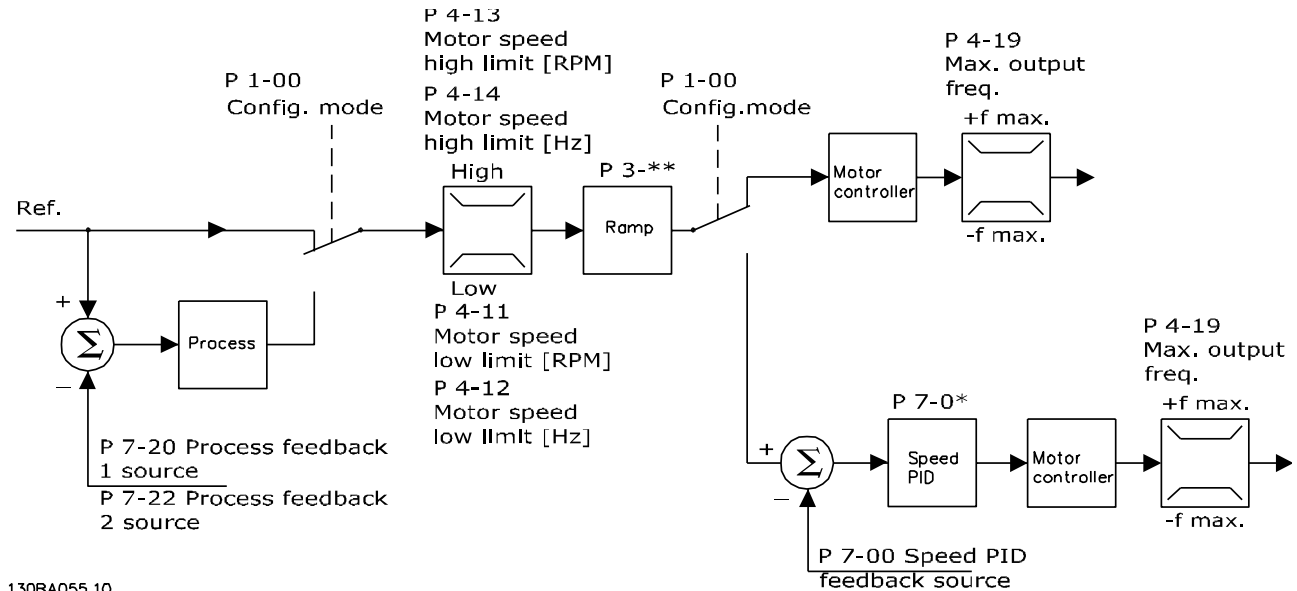 P 4-13
Motor speed
high limit [RPM]
P 4-14
Motor speed
high limit [Hz]
High
P 1-00
Config. mode
P 3-**
P 1-00
Config.mode
P 4-19
Max. output
freq.
+f max.
Motor
controller
-f max.
Ref.
Ramp
Low
P 4-11
Motor speed
low limit [RPM]
P 4-12
Motor speed
low limit [Hz]
+
Σ
−
Process
P 7-20 Process feedback
1 source
P 7-22 Process feedback
2 source
P 4-19
Max. output
freq.
+f max.
P 7-0*
+
Σ
−
Speed
PID
Motor
controller
-f max.
P 7-00 Speed PID
feedback source
130BA055.10